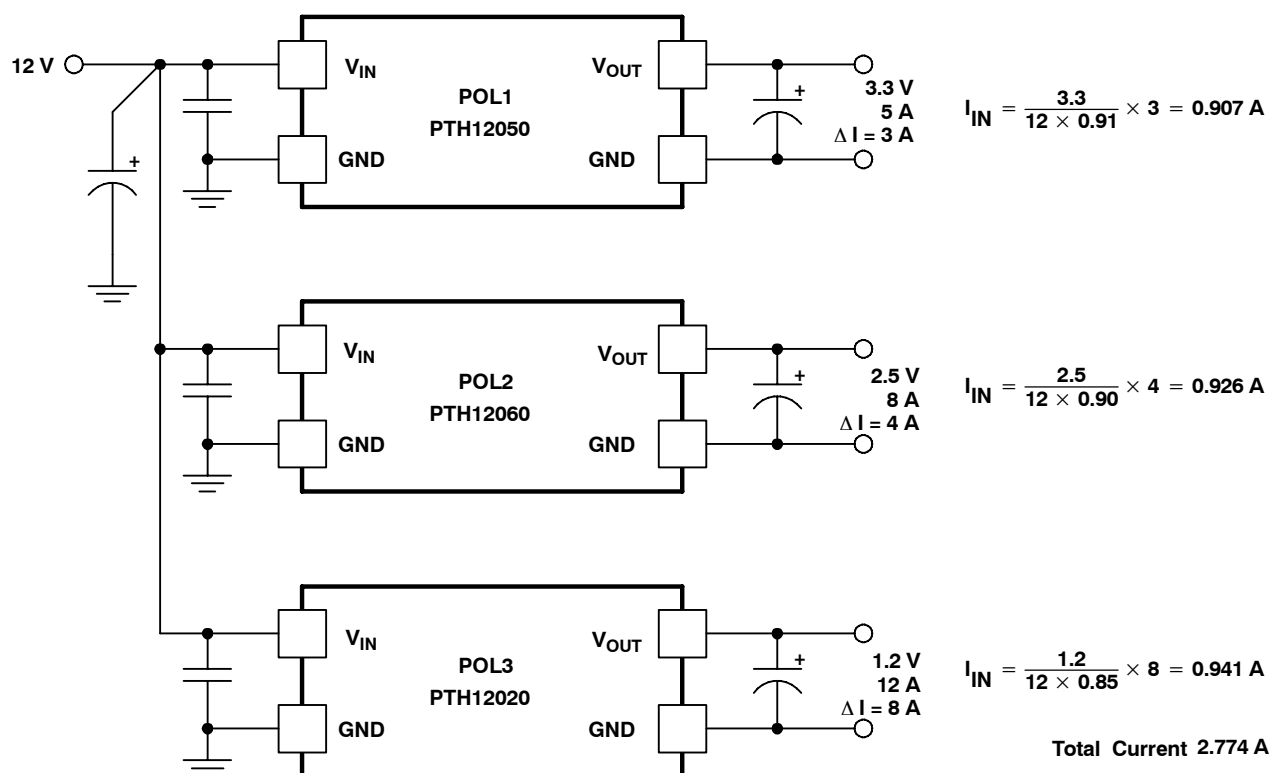 12 V
V_IN
V_OUT
POL1
PTH12050
GND
+
+
3.3 V
5 A
Δ I = 3 A
I_IN = 3.3 / (12 × 0.91) × 3 = 0.907 A
V_IN
V_OUT
POL2
PTH12060
GND
+
2.5 V
8 A
Δ I = 4 A
I_IN = 2.5 / (12 × 0.90) × 4 = 0.926 A
V_IN
V_OUT
POL3
PTH12020
GND
+
1.2 V
12 A
Δ I = 8 A
I_IN = 1.2 / (12 × 0.85) × 8 = 0.941 A
Total Current 2.774 A